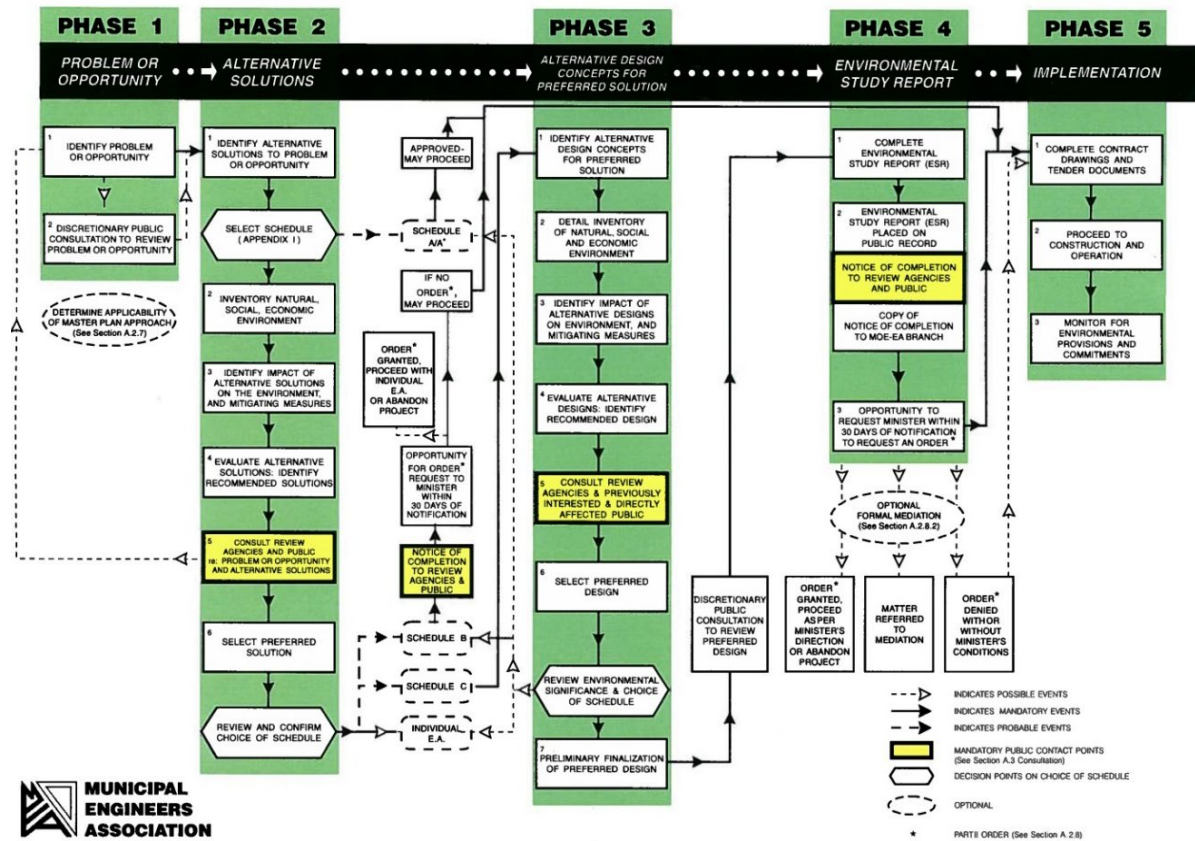 PHASE 1
PROBLEM OR
OPPORTUNITY
1
IDENTIFY PROBLEM
OR OPPORTUNITY
2
DISCRETIONARY PUBLIC
CONSULTATION TO REVIEW
PROBLEM OR OPPORTUNITY
DETERMINE APPLICABILITY
OF MASTER PLAN APPROACH
(See Section A.2.7)
PHASE 2
ALTERNATIVE
SOLUTIONS
1
IDENTIFY ALTERNATIVE
SOLUTIONS TO PROBLEM
OR OPPORTUNITY
SELECT SCHEDULE
(APPENDIX I)
2
INVENTORY NATURAL,
SOCIAL, ECONOMIC
ENVIRONMENT
3
IDENTIFY IMPACT OF
ALTERNATIVE SOLUTIONS
ON THE ENVIRONMENT,
AND MITIGATING MEASURES
4
EVALUATE ALTERNATIVE
SOLUTIONS: IDENTIFY
RECOMMENDED SOLUTIONS
5
CONSULT REVIEW
AGENCIES AND PUBLIC
re: PROBLEM OR OPPORTUNITY
AND ALTERNATIVE SOLUTIONS
6
SELECT PREFERRED
SOLUTION
REVIEW AND CONFIRM
CHOICE OF SCHEDULE
APPROVED-
MAY PROCEED
SCHEDULE
A/A+
IF NO
ORDER*,
MAY PROCEED
ORDER*
GRANTED,
PROCEED WITH
INDIVIDUAL
E.A.
OR ABANDON
PROJECT
OPPORTUNITY
FOR ORDER*
REQUEST TO
MINISTER
WITHIN
30 DAYS OF
NOTIFICATION
NOTICE OF
COMPLETION
TO REVIEW
AGENCIES &
PUBLIC
SCHEDULE B
SCHEDULE C
INDIVIDUAL
E.A.
PHASE 3
ALTERNATIVE DESIGN
CONCEPTS FOR
PREFERRED SOLUTION
1
IDENTIFY ALTERNATIVE
DESIGN CONCEPTS
FOR PREFERRED
SOLUTION
2
DETAIL INVENTORY
OF NATURAL, SOCIAL
AND ECONOMIC
ENVIRONMENT
3
IDENTIFY IMPACT OF
ALTERNATIVE DESIGNS
ON ENVIRONMENT, AND
MITIGATING MEASURES
4
EVALUATE ALTERNATIVE
DESIGNS: IDENTIFY
RECOMMENDED DESIGN
5
CONSULT REVIEW
AGENCIES & PREVIOUSLY
INTERESTED & DIRECTLY
AFFECTED PUBLIC
6
SELECT PREFERRED
DESIGN
REVIEW ENVIRONMENTAL
SIGNIFICANCE & CHOICE
OF SCHEDULE
7
PRELIMINARY FINALIZATION
OF PREFERRED DESIGN
DISCRETIONARY
PUBLIC
CONSULTATION
TO REVIEW
PREFERRED
DESIGN
PHASE 4
ENVIRONMENTAL
STUDY REPORT
1
COMPLETE
ENVIRONMENTAL
STUDY REPORT (ESR)
2
ENVIRONMENTAL
STUDY REPORT (ESR)
PLACED ON
PUBLIC RECORD
NOTICE OF COMPLETION
TO REVIEW AGENCIES
AND PUBLIC
COPY OF
NOTICE OF COMPLETION
TO MOE-EA BRANCH
3
OPPORTUNITY TO
REQUEST MINISTER WITHIN
30 DAYS OF NOTIFICATION
TO REQUEST AN ORDER*
OPTIONAL
FORMAL MEDIATION
(See Section A.2.8.2)
ORDER*
GRANTED,
PROCEED
AS PER
MINISTER'S
DIRECTION
OR ABANDON
PROJECT
MATTER
REFERRED
TO
MEDIATION
ORDER*
DENIED
WITH OR
WITHOUT
MINISTER'S
CONDITIONS
PHASE 5
IMPLEMENTATION
1
COMPLETE CONTRACT
DRAWINGS AND
TENDER DOCUMENTS
2
PROCEED TO
CONSTRUCTION AND
OPERATION
3
MONITOR FOR
ENVIRONMENTAL
PROVISIONS AND
COMMITMENTS
INDICATES POSSIBLE EVENTS
INDICATES MANDATORY EVENTS
INDICATES PROBABLE EVENTS
MANDATORY PUBLIC CONTACT POINTS
(See Section A.3 Consultation)
DECISION POINTS ON CHOICE OF SCHEDULE
OPTIONAL
* PART II ORDER (See Section A.2.8)
MUNICIPAL
ENGINEERS
ASSOCIATION